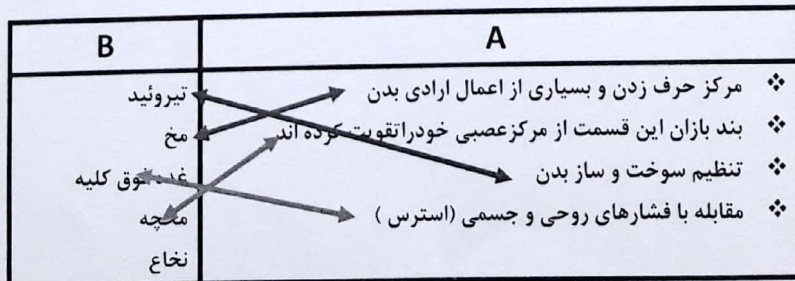 A
B
❖ مرکز حرف زدن و بسیاری از اعمال ارادی بدن
❖ بند بازان این قسمت از مرکزعصبی خودراتقویت کرده اند
❖ تنظیم سوخت و ساز بدن
❖ مقابله با فشارهای روحی و جسمی (استرس )
تیروئید
مخ
غده فوق کلیه
مخچه
نخاع